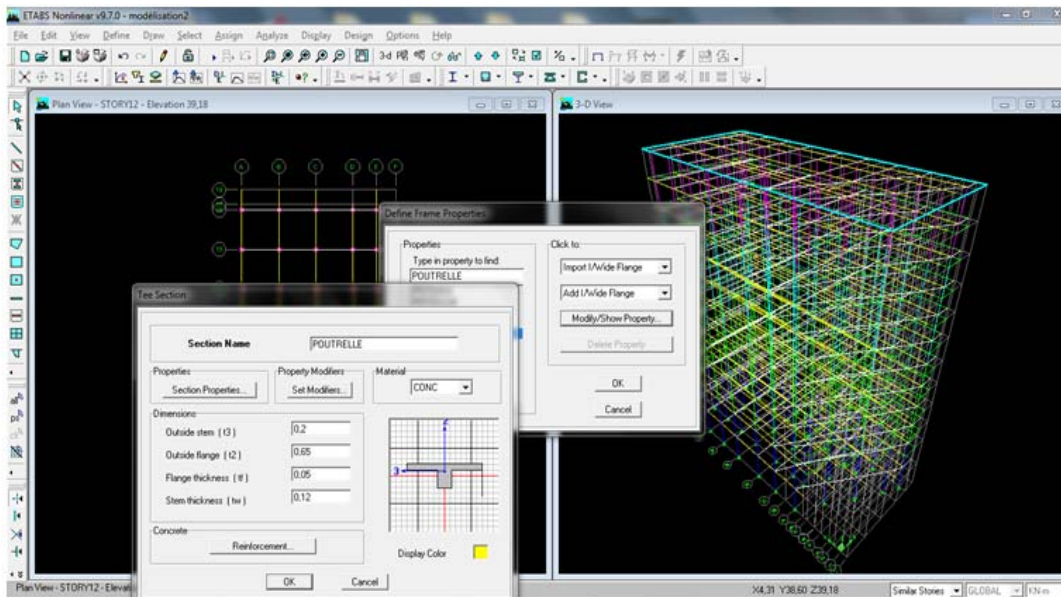 ETABS Nonlinear v9.7.0 - modélisation2
File Edit View Define Draw Select Assign Analyze Display Design Options Help
3-d
Plan View - STORY12 - Elevation 39,18
3-D View
A B C D E F
Define Frame Properties
Properties
Type in property to find:
POUTRELLE
Click to:
Import I/Wide Flange
Add I/Wide Flange
Modify/Show Property...
Delete Property
OK
Cancel
Tee Section
Section Name POUTRELLE
Properties
Section Properties...
Property Modifiers
Set Modifiers...
Material
CONC
Dimensions
Outside stem ( t3 ) 0,2
Outside flange ( t2 ) 0,65
Flange thickness ( tf ) 0,05
Stem thickness ( tw ) 0,12
2
3
Concrete
Reinforcement...
Display Color
OK Cancel
all
ps
Plan View - STORY12 - Elevat
X4,31 Y38,60 Z39,18
Similar Stories
GLOBAL
KN-m